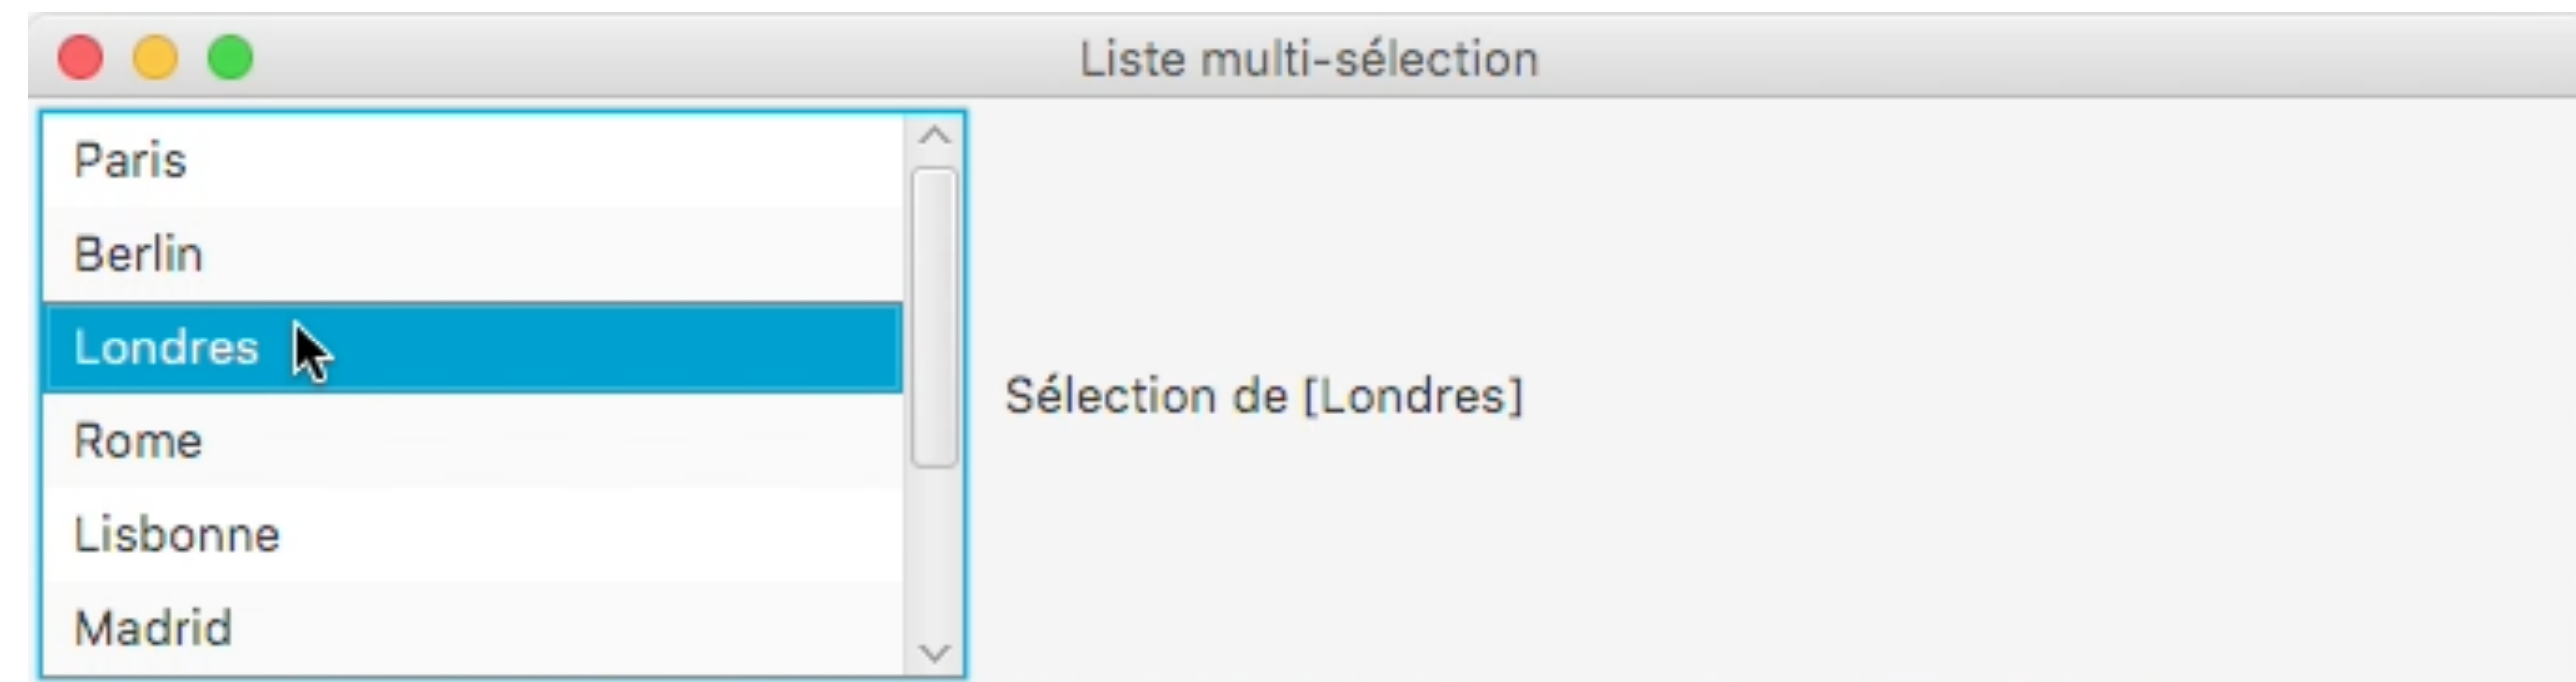 Liste multi-sélection
Paris
Berlin
Londres
Rome
Lisbonne
Madrid
Sélection de [Londres]